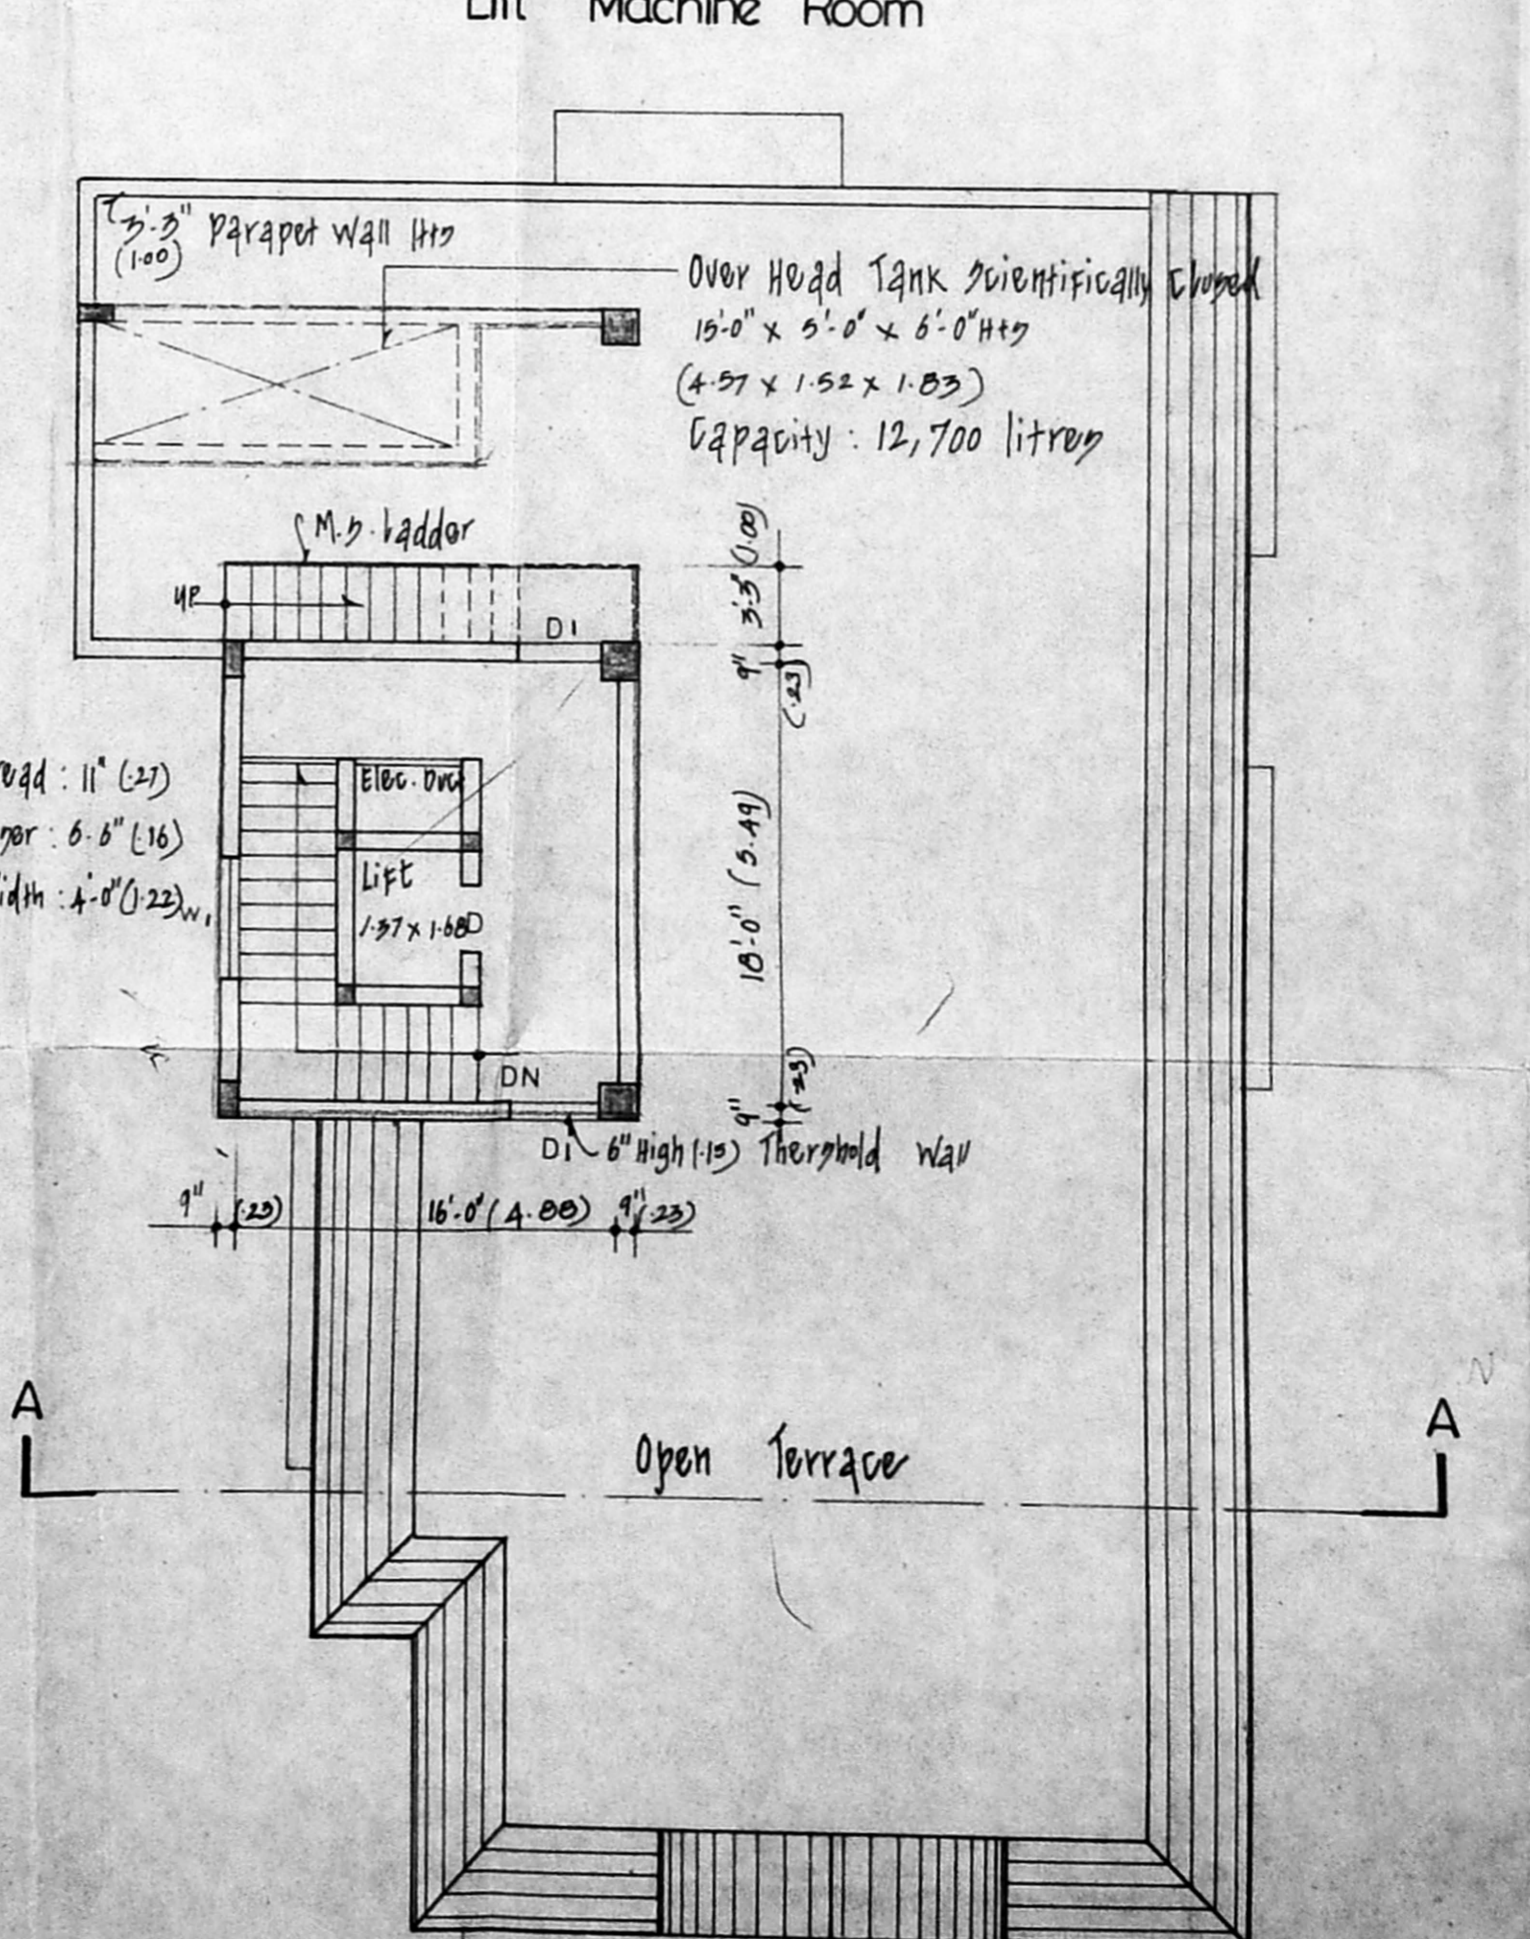 Lift Machine Room
3'-3" Parapet Wall Hts
(1.00)
Over Head Tank Scientifically Closed
15'-0" x 5'-0" x 6'-0" Hts
(4.57 x 1.52 x 1.83)
Capacity : 12,700 litres
M.S. Ladder
UP
D1
3'-3" (1.00)
9" (.23)
18'-0" (5.49)
9" (.23)
Elec. Duct
Lift
1.37 x 1.68 D
ead : 11" (.27)
ser : 6.6" (.16)
idth : 4'-0" (1.22)
W1
DN
D1 6" High (.15) Thershold Wall
9" (.23) 16'-0" (4.88) 9" (.23)
A A
Open Terrace